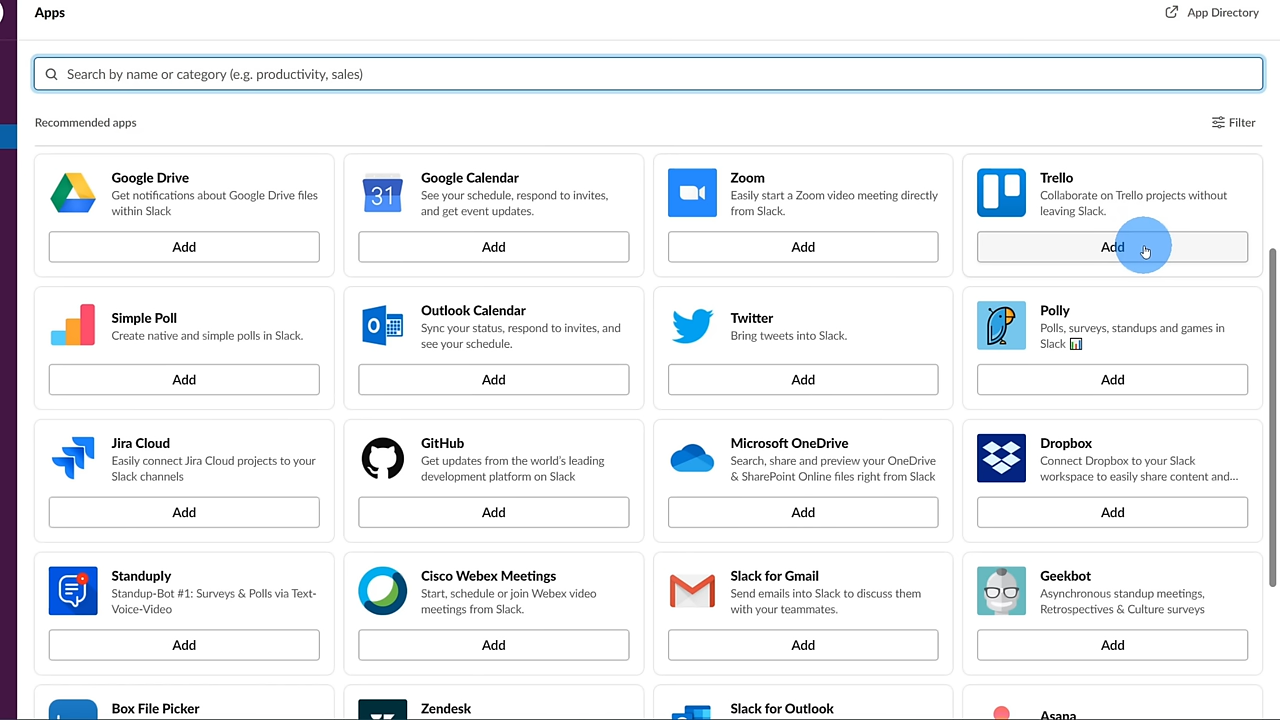 Apps
App Directory
Search by name or category (e.g. productivity, sales)
Recommended apps
Filter
Google Drive
Get notifications about Google Drive files
within Slack
Add
31
Google Calendar
See your schedule, respond to invites,
and get event updates.
Add
Zoom
Easily start a Zoom video meeting directly
from Slack.
Add
Trello
Collaborate on Trello projects without
leaving Slack.
Add
Simple Poll
Create native and simple polls in Slack.
Add
Outlook Calendar
Sync your status, respond to invites, and
see your schedule.
Add
Twitter
Bring tweets into Slack.
Add
Polly
Polls, surveys, standups and games in
Slack 📊
Add
Jira Cloud
Easily connect Jira Cloud projects to your
Slack channels
Add
GitHub
Get updates from the world's leading
development platform on Slack
Add
Microsoft OneDrive
Search, share and preview your OneDrive
& SharePoint Online files right from Slack
Add
Dropbox
Connect Dropbox to your Slack
workspace to easily share content and...
Add
Standuply
Standup-Bot #1: Surveys & Polls via Text-
Voice-Video
Add
Cisco Webex Meetings
Start, schedule or join Webex video
meetings from Slack.
Add
Slack for Gmail
Send emails into Slack to discuss them
with your teammates.
Add
Geekbot
Asynchronous standup meetings,
Retrospectives & Culture surveys
Add
Box File Picker
Zendesk
Slack for Outlook
Asana